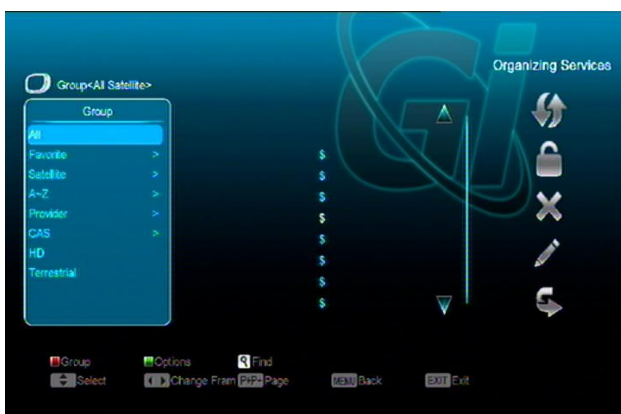 Organizing Services
Group<All Satellite>
Group
All
Favorite >
Satellite >
A~Z >
Provider >
CAS >
HD
Terrestrial
$
$
$
$
$
$
$
$
GI
Group Options Find
Select Change Fram P+P- Page MENU Back EXIT Exit